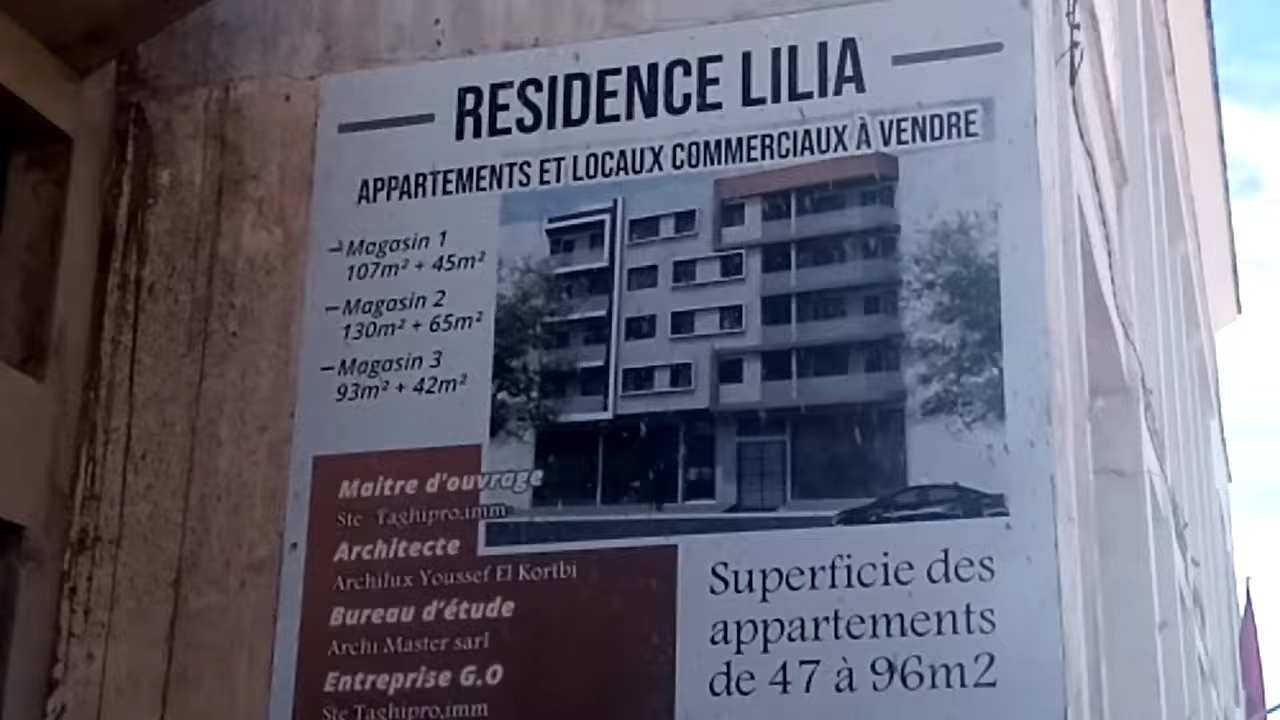 RESIDENCE LILIA
APPARTEMENTS ET LOCAUX COMMERCIAUX À VENDRE
Magasin 1
107m² + 45m²
Magasin 2
130m² + 65m²
Magasin 3
93m² + 42m²
Maitre d'ouvrage
Ste Taghipro,imm
Architecte
Archilux Youssef El Kortbi
Bureau d'étude
Archi Master sarl
Entreprise G.O
Ste Taghipro,imm
Superficie des
appartements
de 47 à 96m2